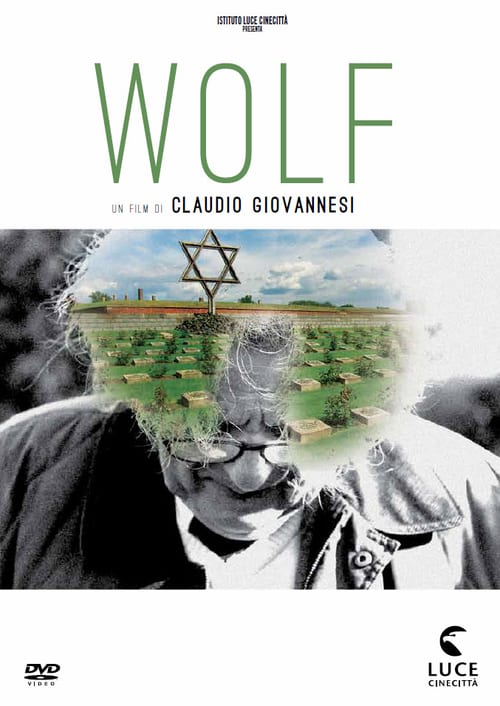 ISTITUTO LUCE CINECITTÀ
PRESENTA
WOLF
UN FILM DI CLAUDIO GIOVANNESI
DVD
VIDEO
LUCE
CINECITTÀ